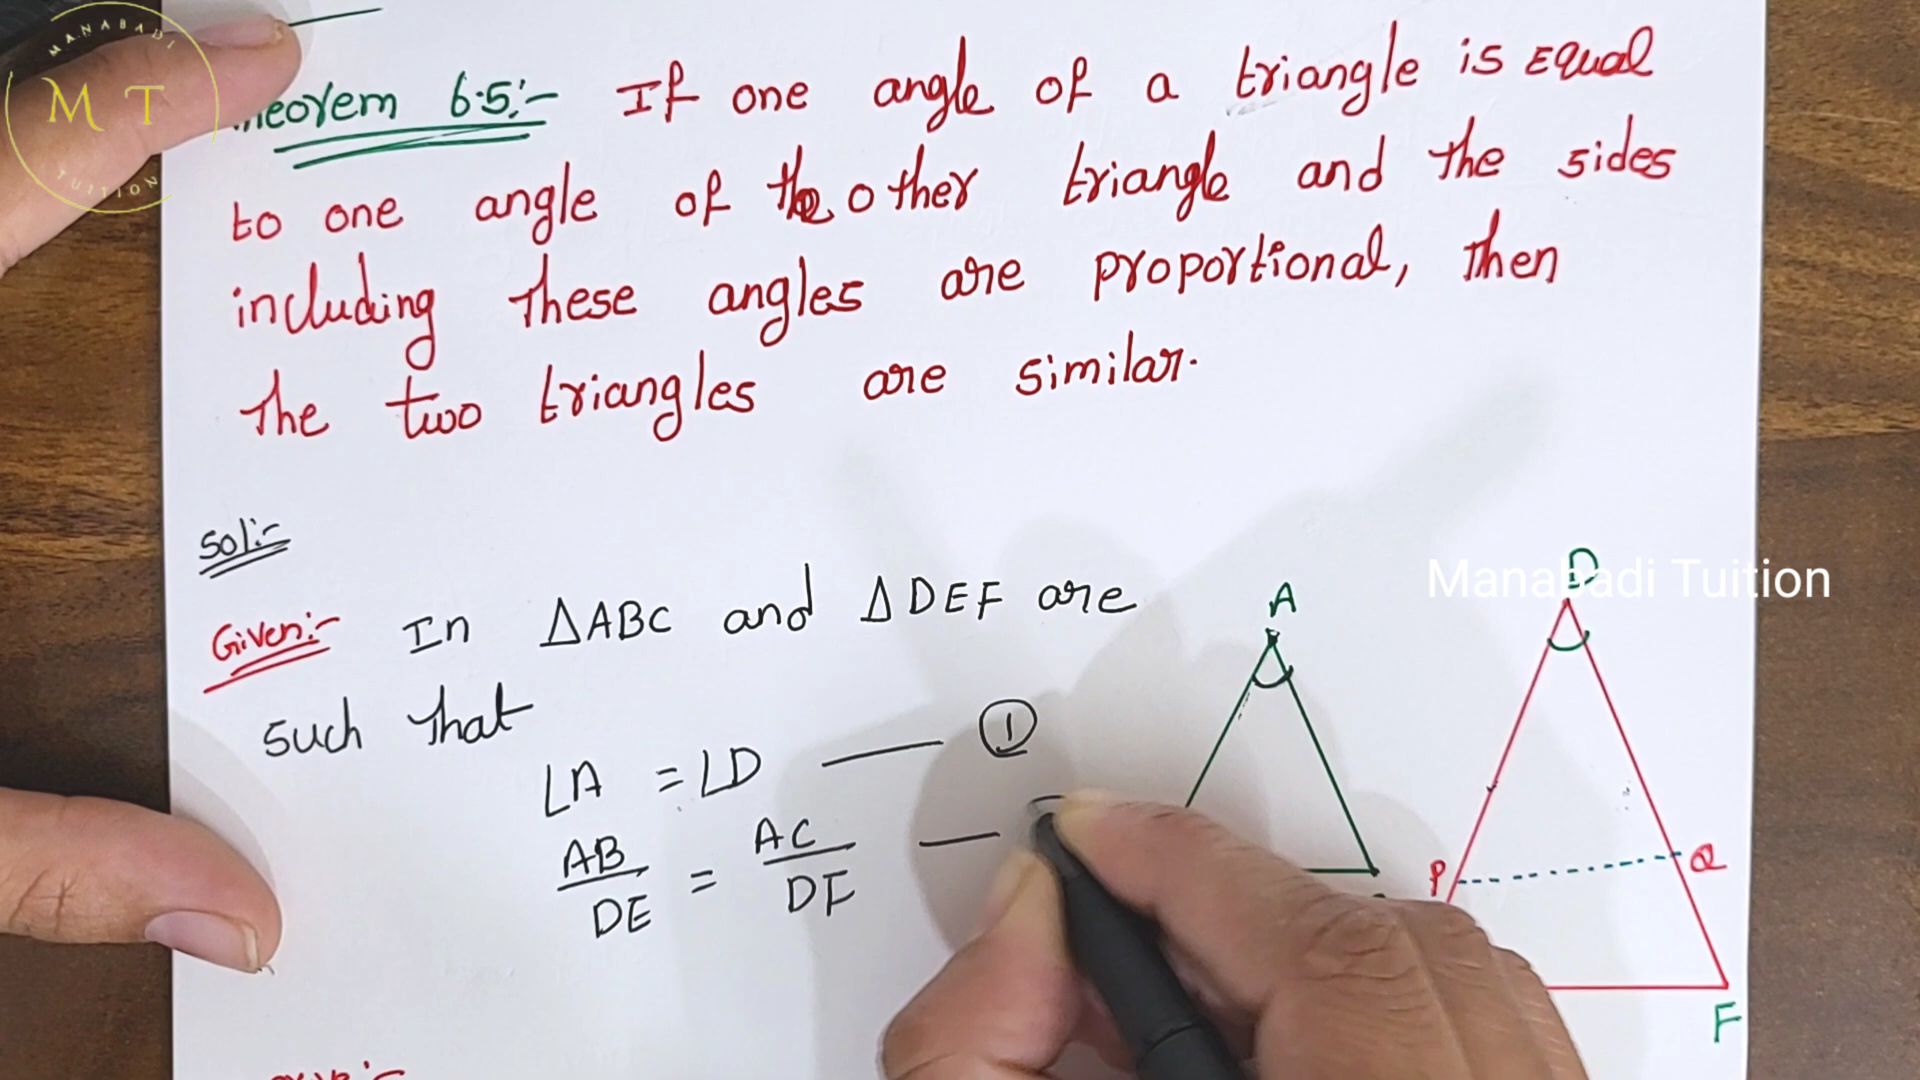 MANABADI
M T
TUITION
Theorem 6.5:- If one angle of a triangle is Equal
to one angle of the other triangle and the sides
including these angles are proportional, then
the two triangles are similar.
Sol:-
Given:- In ΔABC and ΔDEF are
such that
∠A = ∠D —— ①
AB/DE = AC/DF —
A
D
P
Q
F
Manabadi Tuition